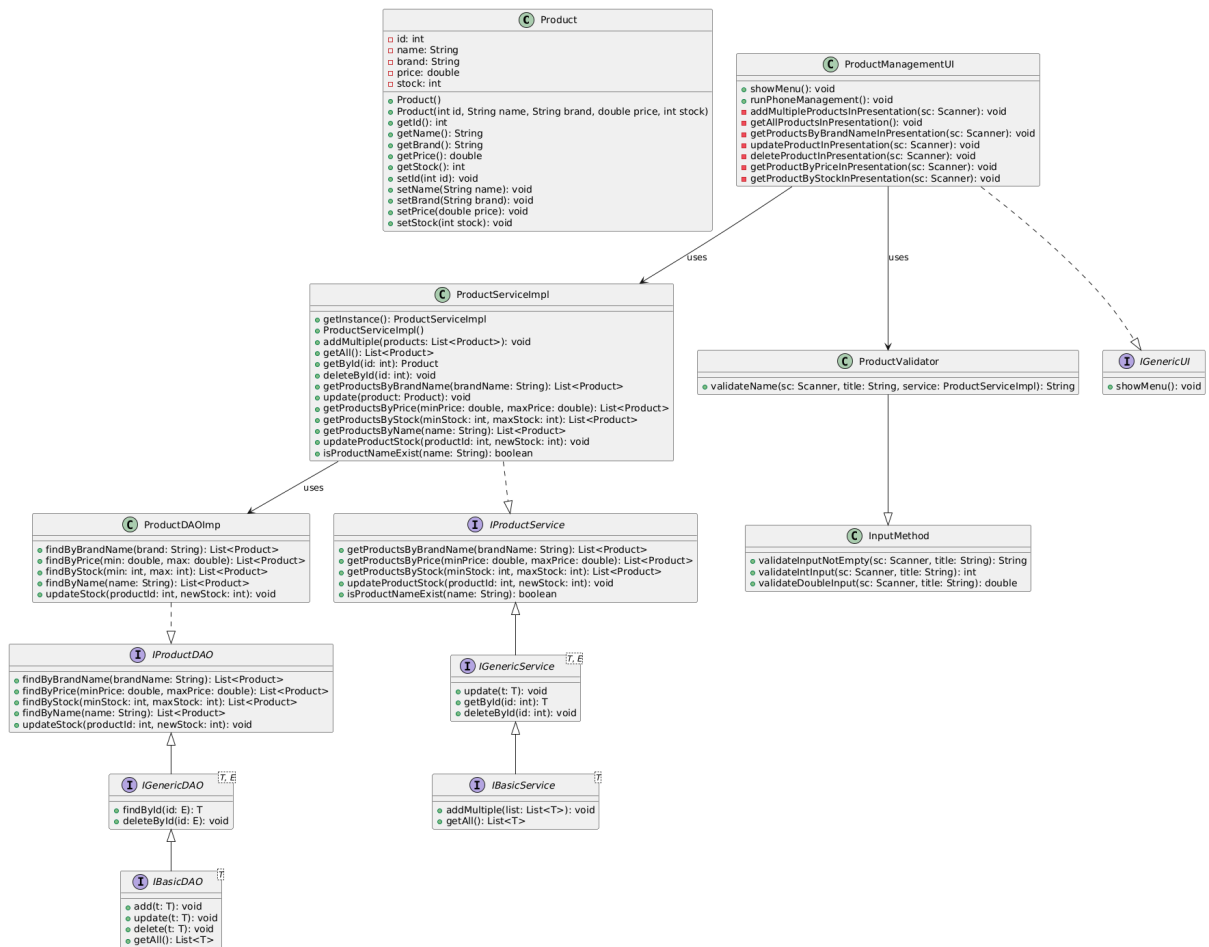 C Product
id: int
name: String
brand: String
price: double
stock: int
Product()
Product(int id, String name, String brand, double price, int stock)
getId(): int
getName(): String
getBrand(): String
getPrice(): double
getStock(): int
setId(int id): void
setName(String name): void
setBrand(String brand): void
setPrice(double price): void
setStock(int stock): void
C ProductManagementUI
showMenu(): void
runPhoneManagement(): void
addMultipleProductsInPresentation(sc: Scanner): void
getAllProductsInPresentation(): void
getProductsByBrandNameInPresentation(sc: Scanner): void
updateProductInPresentation(sc: Scanner): void
deleteProductInPresentation(sc: Scanner): void
getProductByPriceInPresentation(sc: Scanner): void
getProductByStockInPresentation(sc: Scanner): void
uses
uses
C ProductServiceImpl
getInstance(): ProductServiceImpl
ProductServiceImpl()
addMultiple(products: List<Product>): void
getAll(): List<Product>
getById(id: int): Product
deleteById(id: int): void
getProductsByBrandName(brandName: String): List<Product>
update(product: Product): void
getProductsByPrice(minPrice: double, maxPrice: double): List<Product>
getProductsByStock(minStock: int, maxStock: int): List<Product>
getProductsByName(name: String): List<Product>
updateProductStock(productId: int, newStock: int): void
isProductNameExist(name: String): boolean
C ProductValidator
validateName(sc: Scanner, title: String, service: ProductServiceImpl): String
I IGenericUI
showMenu(): void
uses
C ProductDAOImp
findByBrandName(brand: String): List<Product>
findByPrice(min: double, max: double): List<Product>
findByStock(min: int, max: int): List<Product>
findByName(name: String): List<Product>
updateStock(productId: int, newStock: int): void
I IProductService
getProductsByBrandName(brandName: String): List<Product>
getProductsByPrice(minPrice: double, maxPrice: double): List<Product>
getProductsByStock(minStock: int, maxStock: int): List<Product>
updateProductStock(productId: int, newStock: int): void
isProductNameExist(name: String): boolean
C InputMethod
validateInputNotEmpty(sc: Scanner, title: String): String
validateIntInput(sc: Scanner, title: String): int
validateDoubleInput(sc: Scanner, title: String): double
I IProductDAO
findByBrandName(brandName: String): List<Product>
findByPrice(minPrice: double, maxPrice: double): List<Product>
findByStock(minStock: int, maxStock: int): List<Product>
findByName(name: String): List<Product>
updateStock(productId: int, newStock: int): void
I IGenericService T, E
update(t: T): void
getById(id: int): T
deleteById(id: int): void
I IGenericDAO T, E
findById(id: E): T
deleteById(id: E): void
I IBasicService T
addMultiple(list: List<T>): void
getAll(): List<T>
I IBasicDAO T
add(t: T): void
update(t: T): void
delete(t: T): void
getAll(): List<T>